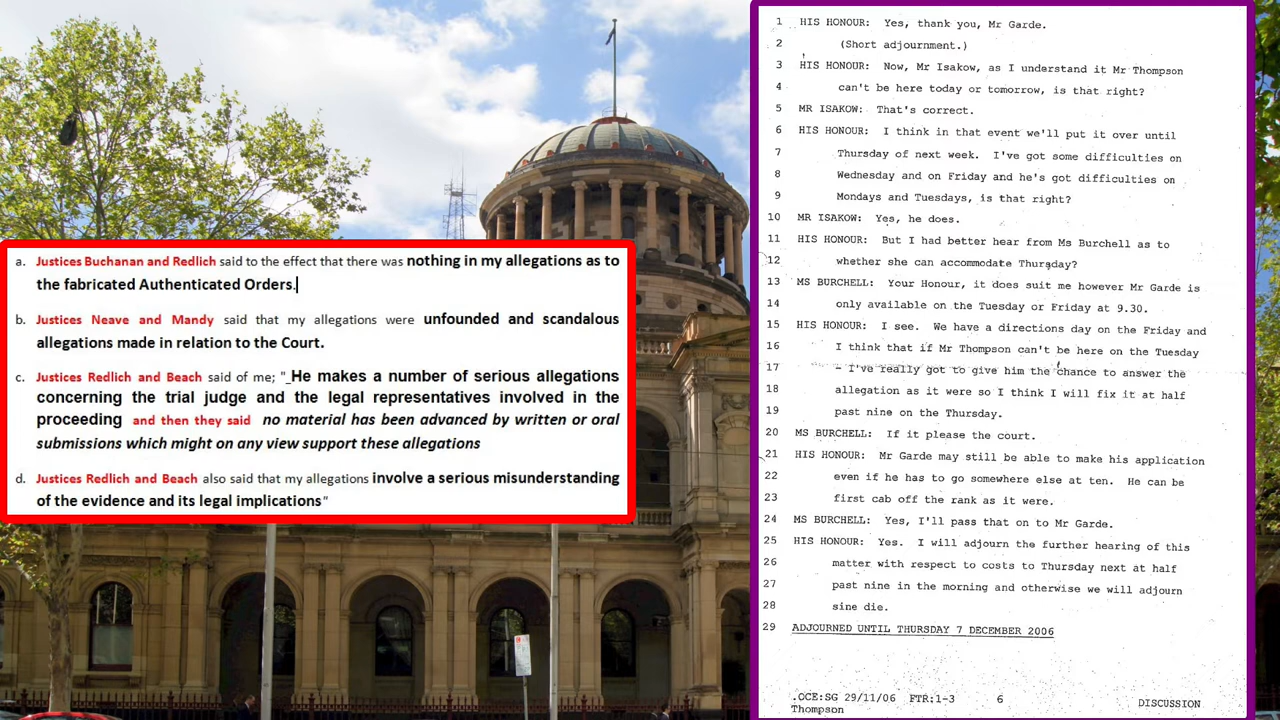 a. Justices Buchanan and Redlich said to the effect that there was nothing in my allegations as to
the fabricated Authenticated Orders.
b. Justices Neave and Mandy said that my allegations were unfounded and scandalous
allegations made in relation to the Court.
c. Justices Redlich and Beach said of me; "_He makes a number of serious allegations
concerning the trial judge and the legal representatives involved in the
proceeding and then they said no material has been advanced by written or oral
submissions which might on any view support these allegations
d. Justices Redlich and Beach also said that my allegations involve a serious misunderstanding
of the evidence and its legal implications"
1 HIS HONOUR: Yes, thank you, Mr Garde.
2 (Short adjournment.)
3 HIS HONOUR: Now, Mr Isakow, as I understand it Mr Thompson
4 can't be here today or tomorrow, is that right?
5 MR ISAKOW: That's correct.
6 HIS HONOUR: I think in that event we'll put it over until
7 Thursday of next week. I've got some difficulties on
8 Wednesday and on Friday and he's got difficulties on
9 Mondays and Tuesdays, is that right?
10 MR ISAKOW: Yes, he does.
11 HIS HONOUR: But I had better hear from Ms Burchell as to
12 whether she can accommodate Thursday?
13 MS BURCHELL: Your Honour, it does suit me however Mr Garde is
14 only available on the Tuesday or Friday at 9.30.
15 HIS HONOUR: I see. We have a directions day on the Friday and
16 I think that if Mr Thompson can't be here on the Tuesday
17 - I've really got to give him the chance to answer the
18 allegation as it were so I think I will fix it at half
19 past nine on the Thursday.
20 MS BURCHELL: If it please the court.
21 HIS HONOUR: Mr Garde may still be able to make his application
22 even if he has to go somewhere else at ten. He can be
23 first cab off the rank as it were.
24 MS BURCHELL: Yes, I'll pass that on to Mr Garde.
25 HIS HONOUR: Yes. I will adjourn the further hearing of this
26 matter with respect to costs to Thursday next at half
27 past nine in the morning and otherwise we will adjourn
28 sine die.
29 ADJOURNED UNTIL THURSDAY 7 DECEMBER 2006
.OCE:SG 29/11/06 FTR:1-3 6 DISCUSSION
Thompson